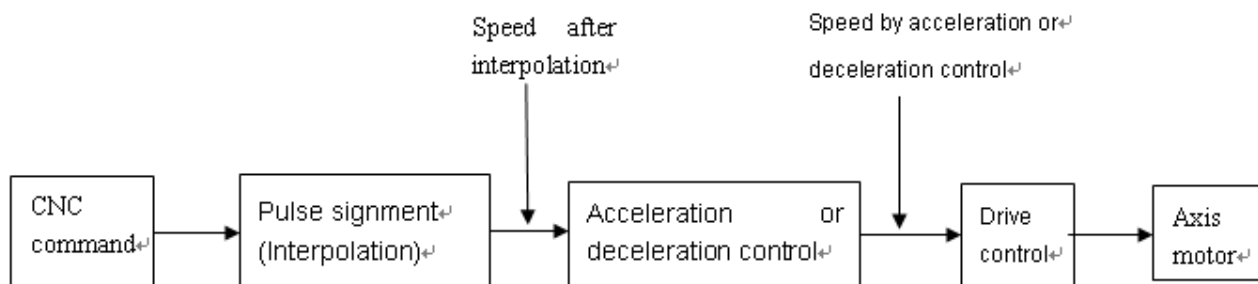 Speed after
interpolation↵
Speed by acceleration or
deceleration control↵
CNC
command↵
Pulse signment↵
(Interpolation)↵
Acceleration or
deceleration control↵
Drive
control↵
Axis
motor↵